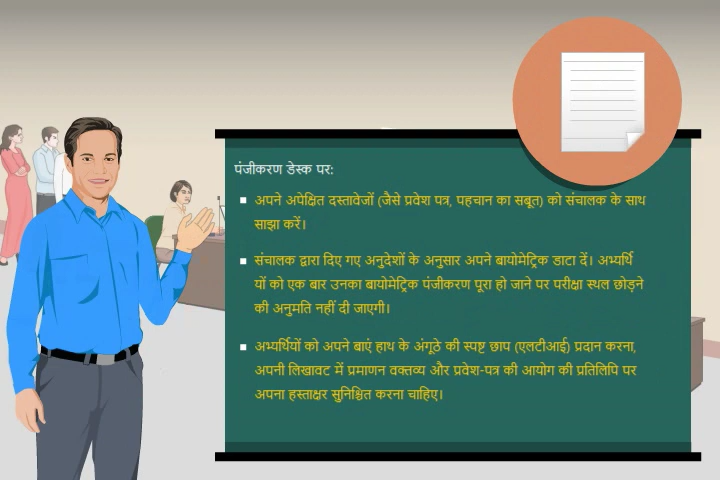 पंजीकरण डेस्क पर:
अपने अपेक्षित दस्तावेजों (जैसे प्रवेश पत्र, पहचान का सबूत) को संचालक के साथ
साझा करें।
संचालक द्वारा दिए गए अनुदेशों के अनुसार अपने बायोमेट्रिक डाटा दें। अभ्यर्थि
यों को एक बार उनका बायोमेट्रिक पंजीकरण पूरा हो जाने पर परीक्षा स्थल छोड़ने
की अनुमति नहीं दी जाएगी।
अभ्यर्थियों को अपने बाएं हाथ के अंगूठे की स्पष्ट छाप (एलटीआई) प्रदान करना,
अपनी लिखावट में प्रमाणन वक्तव्य और प्रवेश-पत्र की आयोग की प्रतिलिपि पर
अपना हस्ताक्षर सुनिश्चित करना चाहिए।